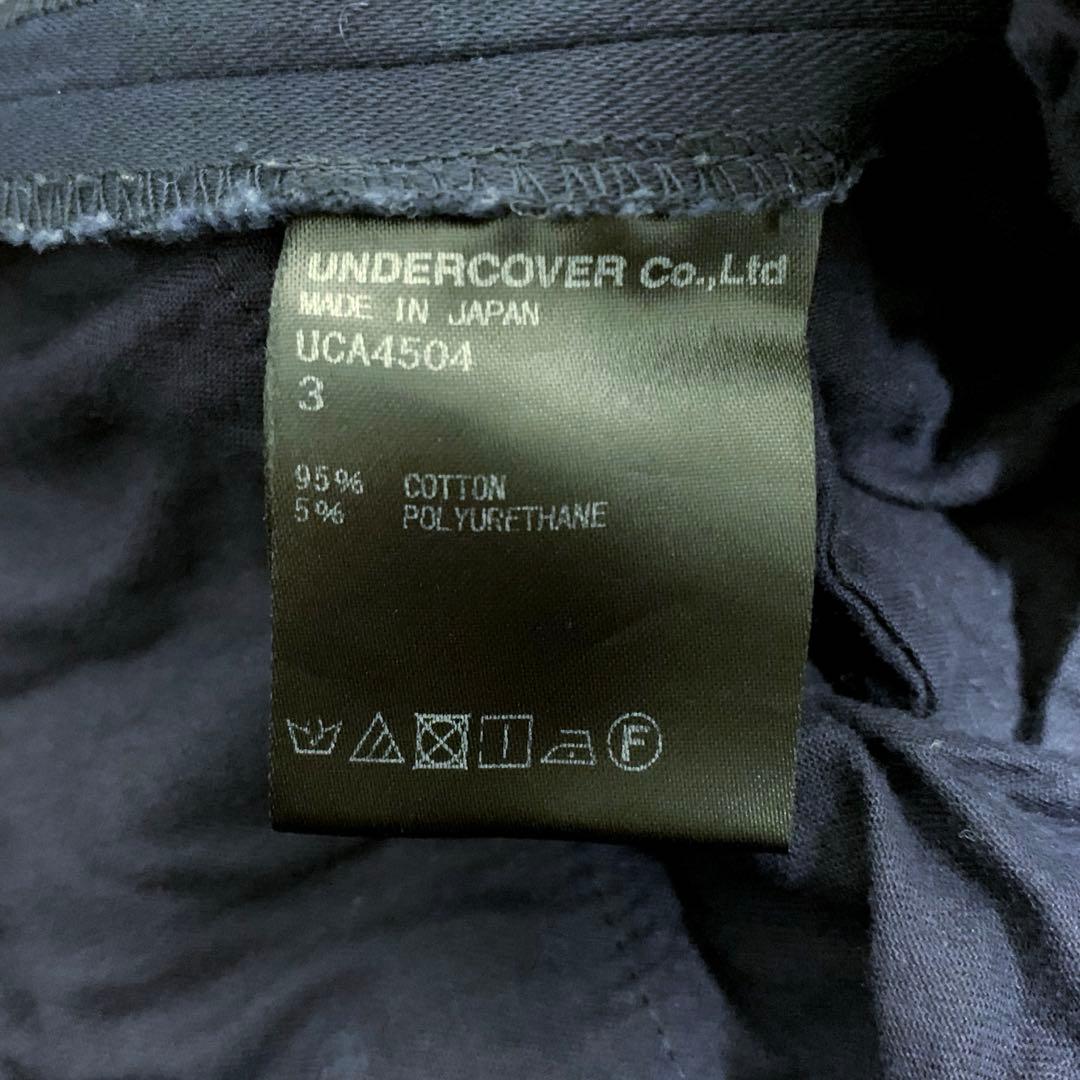 UNDERCOVER Co.,Ltd
MADE IN JAPAN
UCA4504
3
95% COTTON
5% POLYURETHANE
F